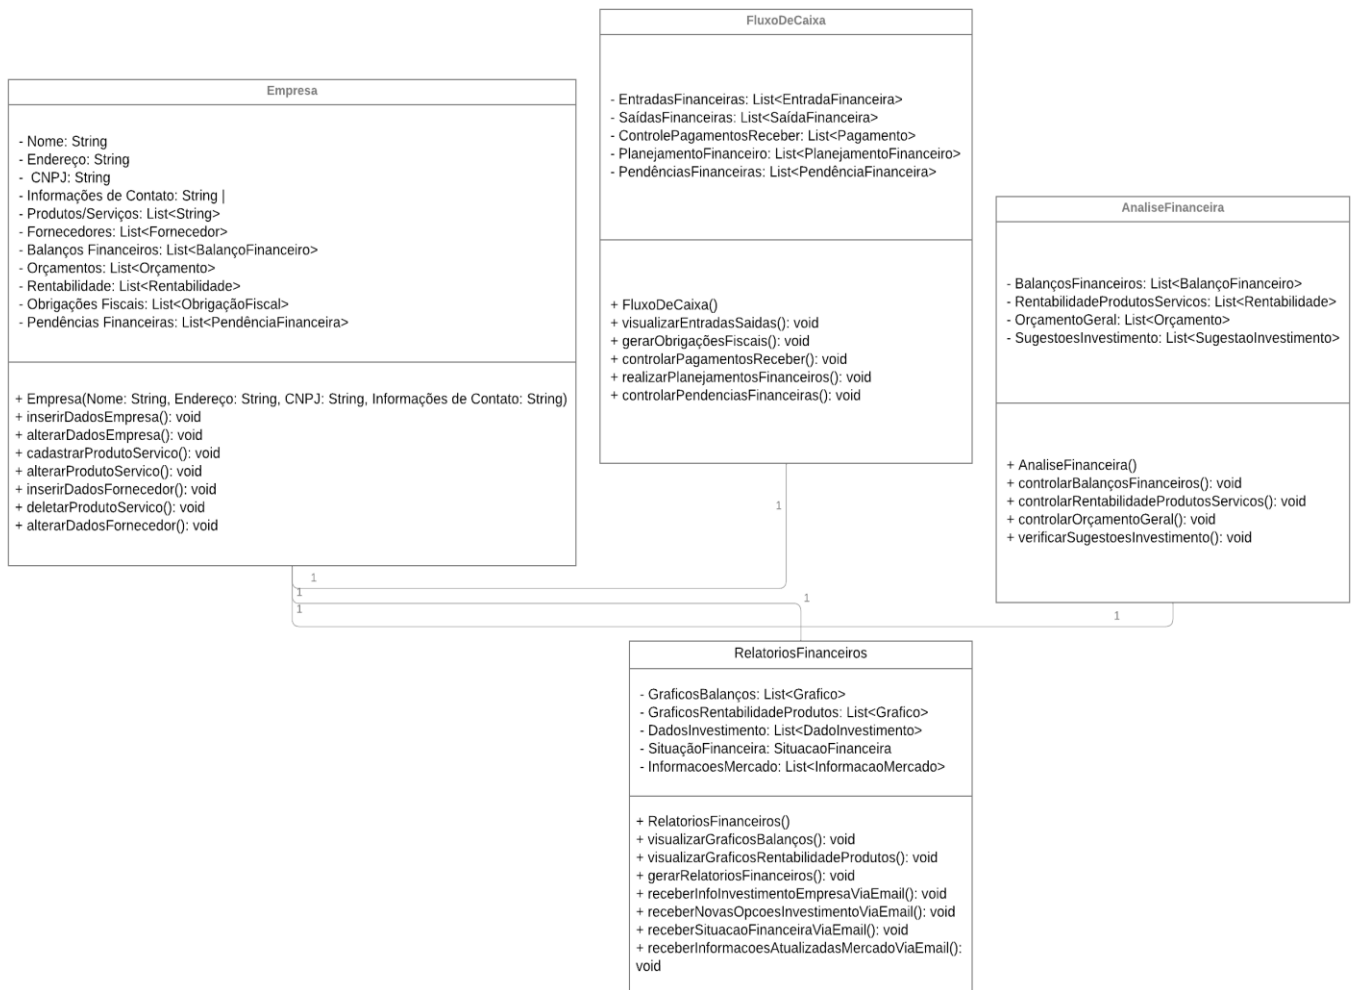 Empresa
- Nome: String
- Endereço: String
-  CNPJ: String
- Informações de Contato: String |
- Produtos/Serviços: List<String>
- Fornecedores: List<Fornecedor>
- Balanços Financeiros: List<BalançoFinanceiro>
- Orçamentos: List<Orçamento>
- Rentabilidade: List<Rentabilidade>
- Obrigações Fiscais: List<ObrigaçãoFiscal>
- Pendências Financeiras: List<PendênciaFinanceira>
+ Empresa(Nome: String, Endereço: String, CNPJ: String, Informações de Contato: String)
+ inserirDadosEmpresa(): void
+ alterarDadosEmpresa(): void
+ cadastrarProdutoServico(): void
+ alterarProdutoServico(): void
+ inserirDadosFornecedor(): void
+ deletarProdutoServico(): void
+ alterarDadosFornecedor(): void
FluxoDeCaixa
- EntradasFinanceiras: List<EntradaFinanceira>
- SaídasFinanceiras: List<SaídaFinanceira>
- ControlePagamentosReceber: List<Pagamento>
- PlanejamentoFinanceiro: List<PlanejamentoFinanceiro>
- PendênciasFinanceiras: List<PendênciaFinanceira>
+ FluxoDeCaixa()
+ visualizarEntradasSaidas(): void
+ gerarObrigaçõesFiscais(): void
+ controlarPagamentosReceber(): void
+ realizarPlanejamentosFinanceiros(): void
+ controlarPendenciasFinanceiras(): void
AnaliseFinanceira
- BalançosFinanceiros: List<BalançoFinanceiro>
- RentabilidadeProdutosServicos: List<Rentabilidade>
- OrçamentoGeral: List<Orçamento>
- SugestoesInvestimento: List<SugestaoInvestimento>
+ AnaliseFinanceira()
+ controlarBalançosFinanceiros(): void
+ controlarRentabilidadeProdutosServicos(): void
+ controlarOrçamentoGeral(): void
+ verificarSugestoesInvestimento(): void
1
1
1
1
1
1
RelatoriosFinanceiros
- GraficosBalanços: List<Grafico>
- GraficosRentabilidadeProdutos: List<Grafico>
- DadosInvestimento: List<DadoInvestimento>
- SituaçãoFinanceira: SituacaoFinanceira
- InformacoesMercado: List<InformacaoMercado>
+ RelatoriosFinanceiros()
+ visualizarGraficosBalanços(): void
+ visualizarGraficosRentabilidadeProdutos(): void
+ gerarRelatoriosFinanceiros(): void
+ receberInfoInvestimentoEmpresaViaEmail(): void
+ receberNovasOpcoesInvestimentoViaEmail(): void
+ receberSituacaoFinanceiraViaEmail(): void
+ receberInformacoesAtualizadasMercadoViaEmail():
void